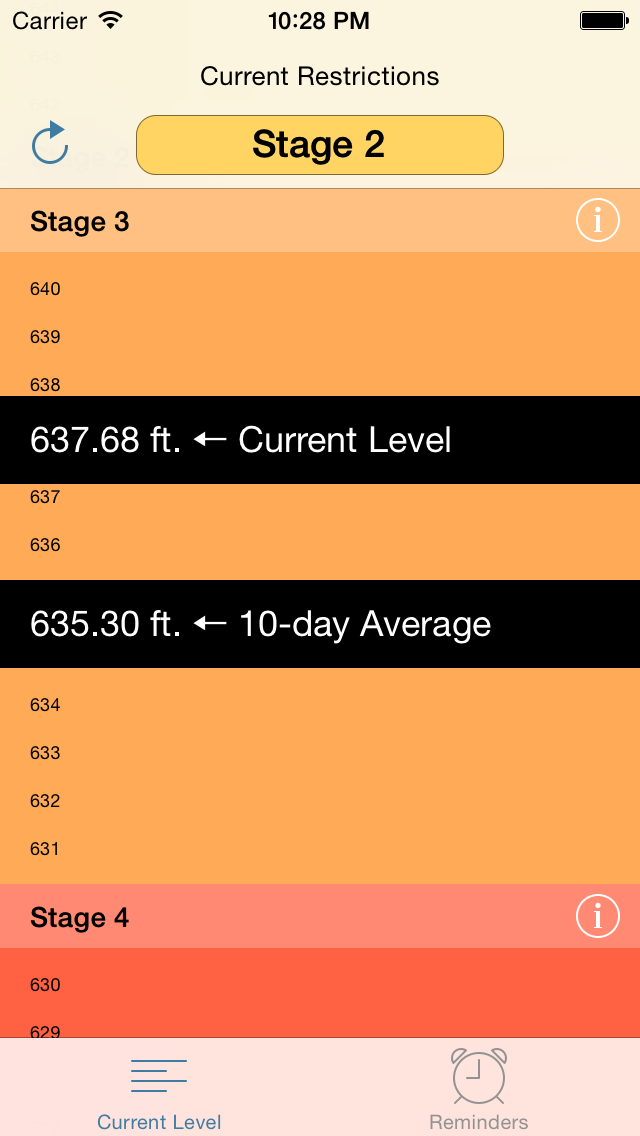 Carrier 10:28 PM
Current Restrictions
Stage 2
Stage 3
640
639
638
637.68 ft. ← Current Level
637
636
635.30 ft. ← 10-day Average
634
633
632
631
Stage 4
630
629
Current Level Reminders